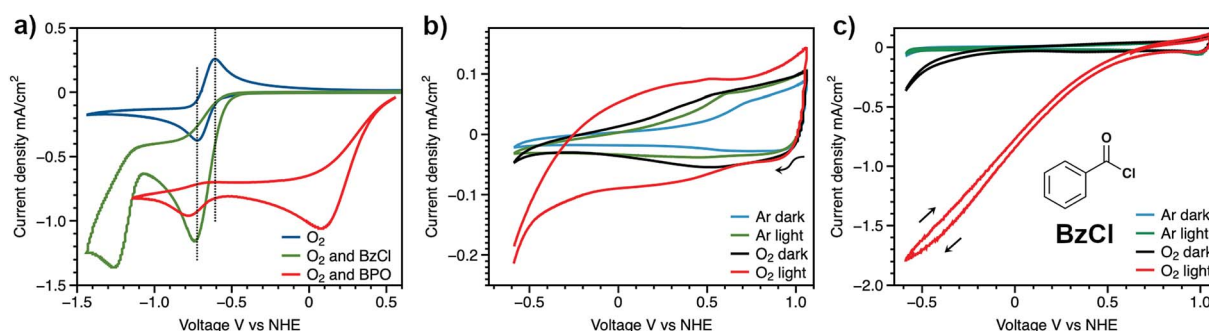 a)
Current density mA/cm²
0.5
0
−0.5
−1.0
−1.5
−1.5
−1.0
−0.5
0
0.5
Voltage V vs NHE
O₂
O₂ and BzCl
O₂ and BPO
b)
Current density mA/cm²
0.1
0
−0.1
−0.2
−0.5
0
0.5
1.0
Voltage V vs NHE
Ar dark
Ar light
O₂ dark
O₂ light
c)
Current density mA/cm²
0
−0.5
−1.0
−1.5
−2.0
−0.5
0
0.5
1.0
Voltage V vs NHE
O
Cl
BzCl
Ar dark
Ar light
O₂ dark
O₂ light